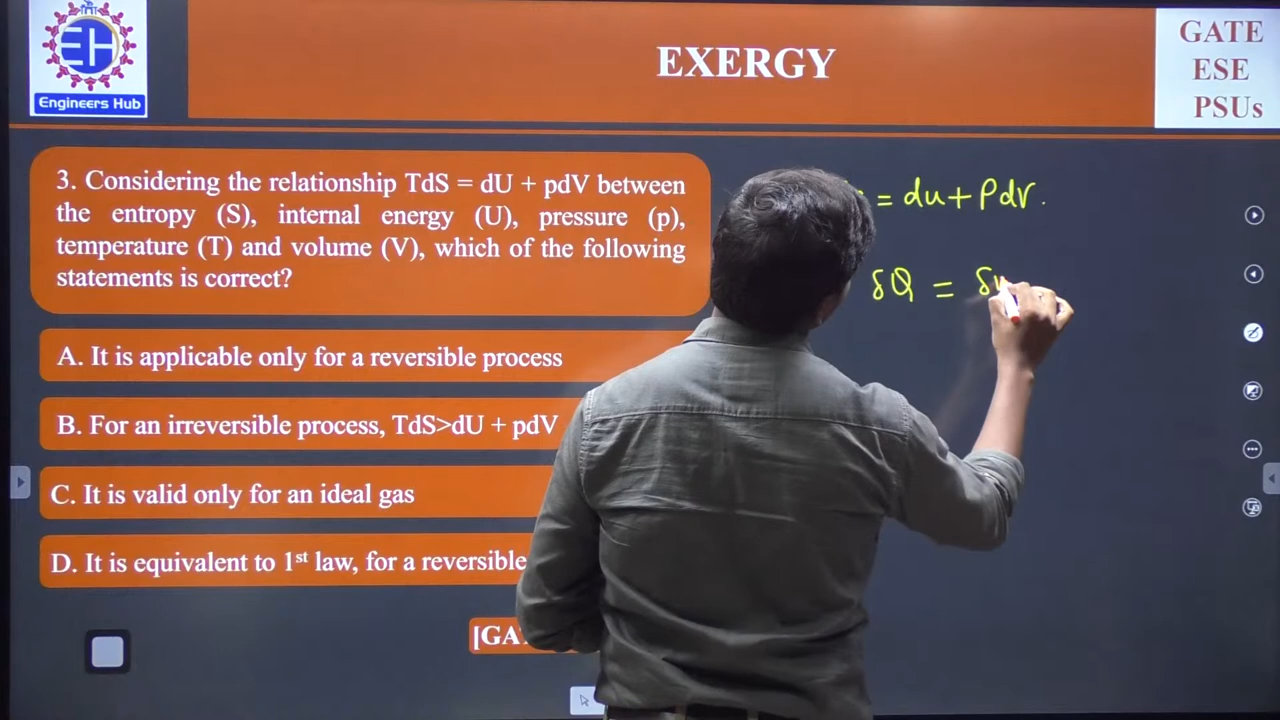 EH
Engineers Hub
EXERGY
GATE
ESE
PSUs
3. Considering the relationship TdS = dU + pdV between
the entropy (S), internal energy (U), pressure (p),
temperature (T) and volume (V), which of the following
statements is correct?
A. It is applicable only for a reversible process
B. For an irreversible process, TdS>dU + pdV
C. It is valid only for an ideal gas
D. It is equivalent to 1st law, for a reversible
[GA
= du + Pdv.
δQ = δ